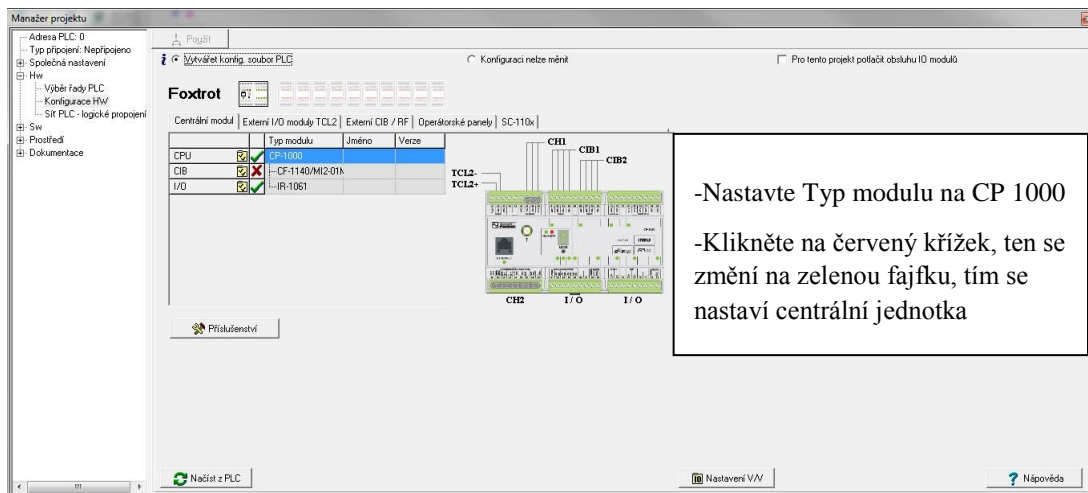 Manažer projektu
Adresa PLC: 0
Typ připojení: Nepřipojeno
Společná nastavení
Hw
Výběr řady PLC
Konfigurace HW
Síť PLC - logické propojení
Sw
Prostředí
Dokumentace
Použít
Vytvářet konfig. soubor PLC
Konfiguraci nelze měnit
Pro tento projekt potlačit obsluhu IO modulů
Foxtrot
Centrální modul
Externí I/O moduly TCL2
Externí CIB / RF
Operátorské panely
SC-110x
Typ modulu Jméno Verze
CPU CP-1000
CIB CF-1140/MI2-01M
I/O IR-1061
CH1
CIB1
CIB2
TCL2-
TCL2+
CH2 I/O I/O
-Nastavte Typ modulu na CP 1000
-Klikněte na červený křížek, ten se
změní na zelenou fajfku, tím se
nastaví centrální jednotka
Příslušenství
Načíst z PLC
Nastavení V/V
Nápověda